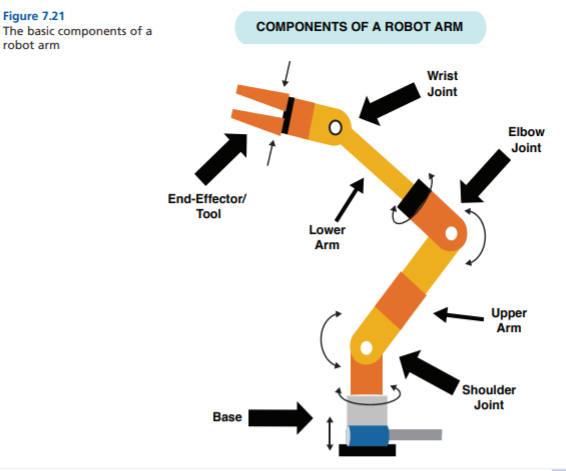 Figure 7.21
The basic components of a
robot arm
COMPONENTS OF A ROBOT ARM
Wrist
Joint
Elbow
Joint
End-Effector/
Tool
Lower
Arm
Upper
Arm
Shoulder
Joint
Base